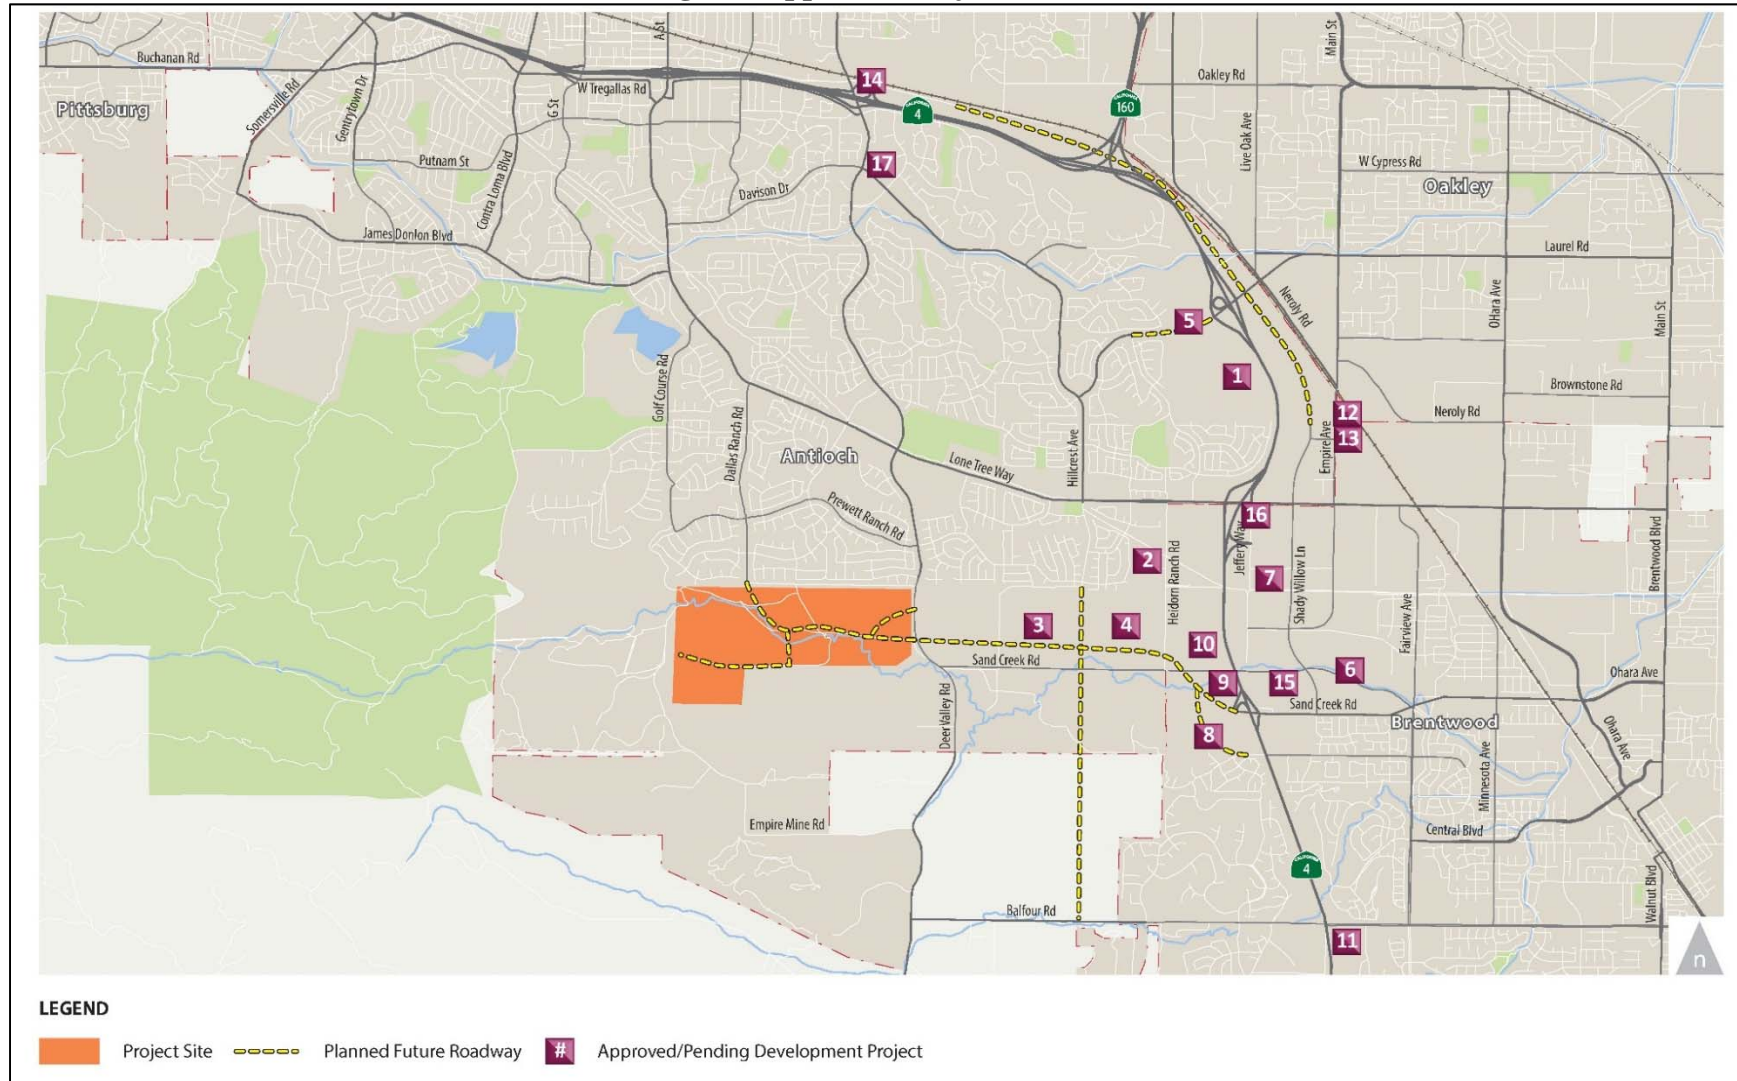 Buchanan Rd
Pittsburg
Somersville Rd
Gentrytown Dr
G St
A St
W Tregallas Rd
14
CALIFORNIA
4
CALIFORNIA
160
Oakley Rd
Main St
Live Oak Ave
W Cypress Rd
Oakley
Putnam St
Contra Loma Blvd
Davison Dr
17
James Donlon Blvd
Laurel Rd
Neroly Rd
OHara Ave
Main St
5
1
Golf Course Rd
Dallas Ranch Rd
Brownstone Rd
12
Neroly Rd
13
Empire Ave
Antioch
Hillcrest Ave
Lone Tree Way
Prewett Ranch Rd
16
Jeffery Way
2
Heidorn Ranch Rd
7
Shady Willow Ln
Fairview Ave
Brentwood Blvd
3
4
10
Sand Creek Rd
9
15
6
Ohara Ave
Sand Creek Rd
Brentwood
Ohara Ave
8
Deer Valley Rd
Minnesota Ave
Empire Mine Rd
Central Blvd
CALIFORNIA
4
Walnut Blvd
Balfour Rd
11
n
LEGEND
Project Site
Planned Future Roadway
# Approved/Pending Development Project